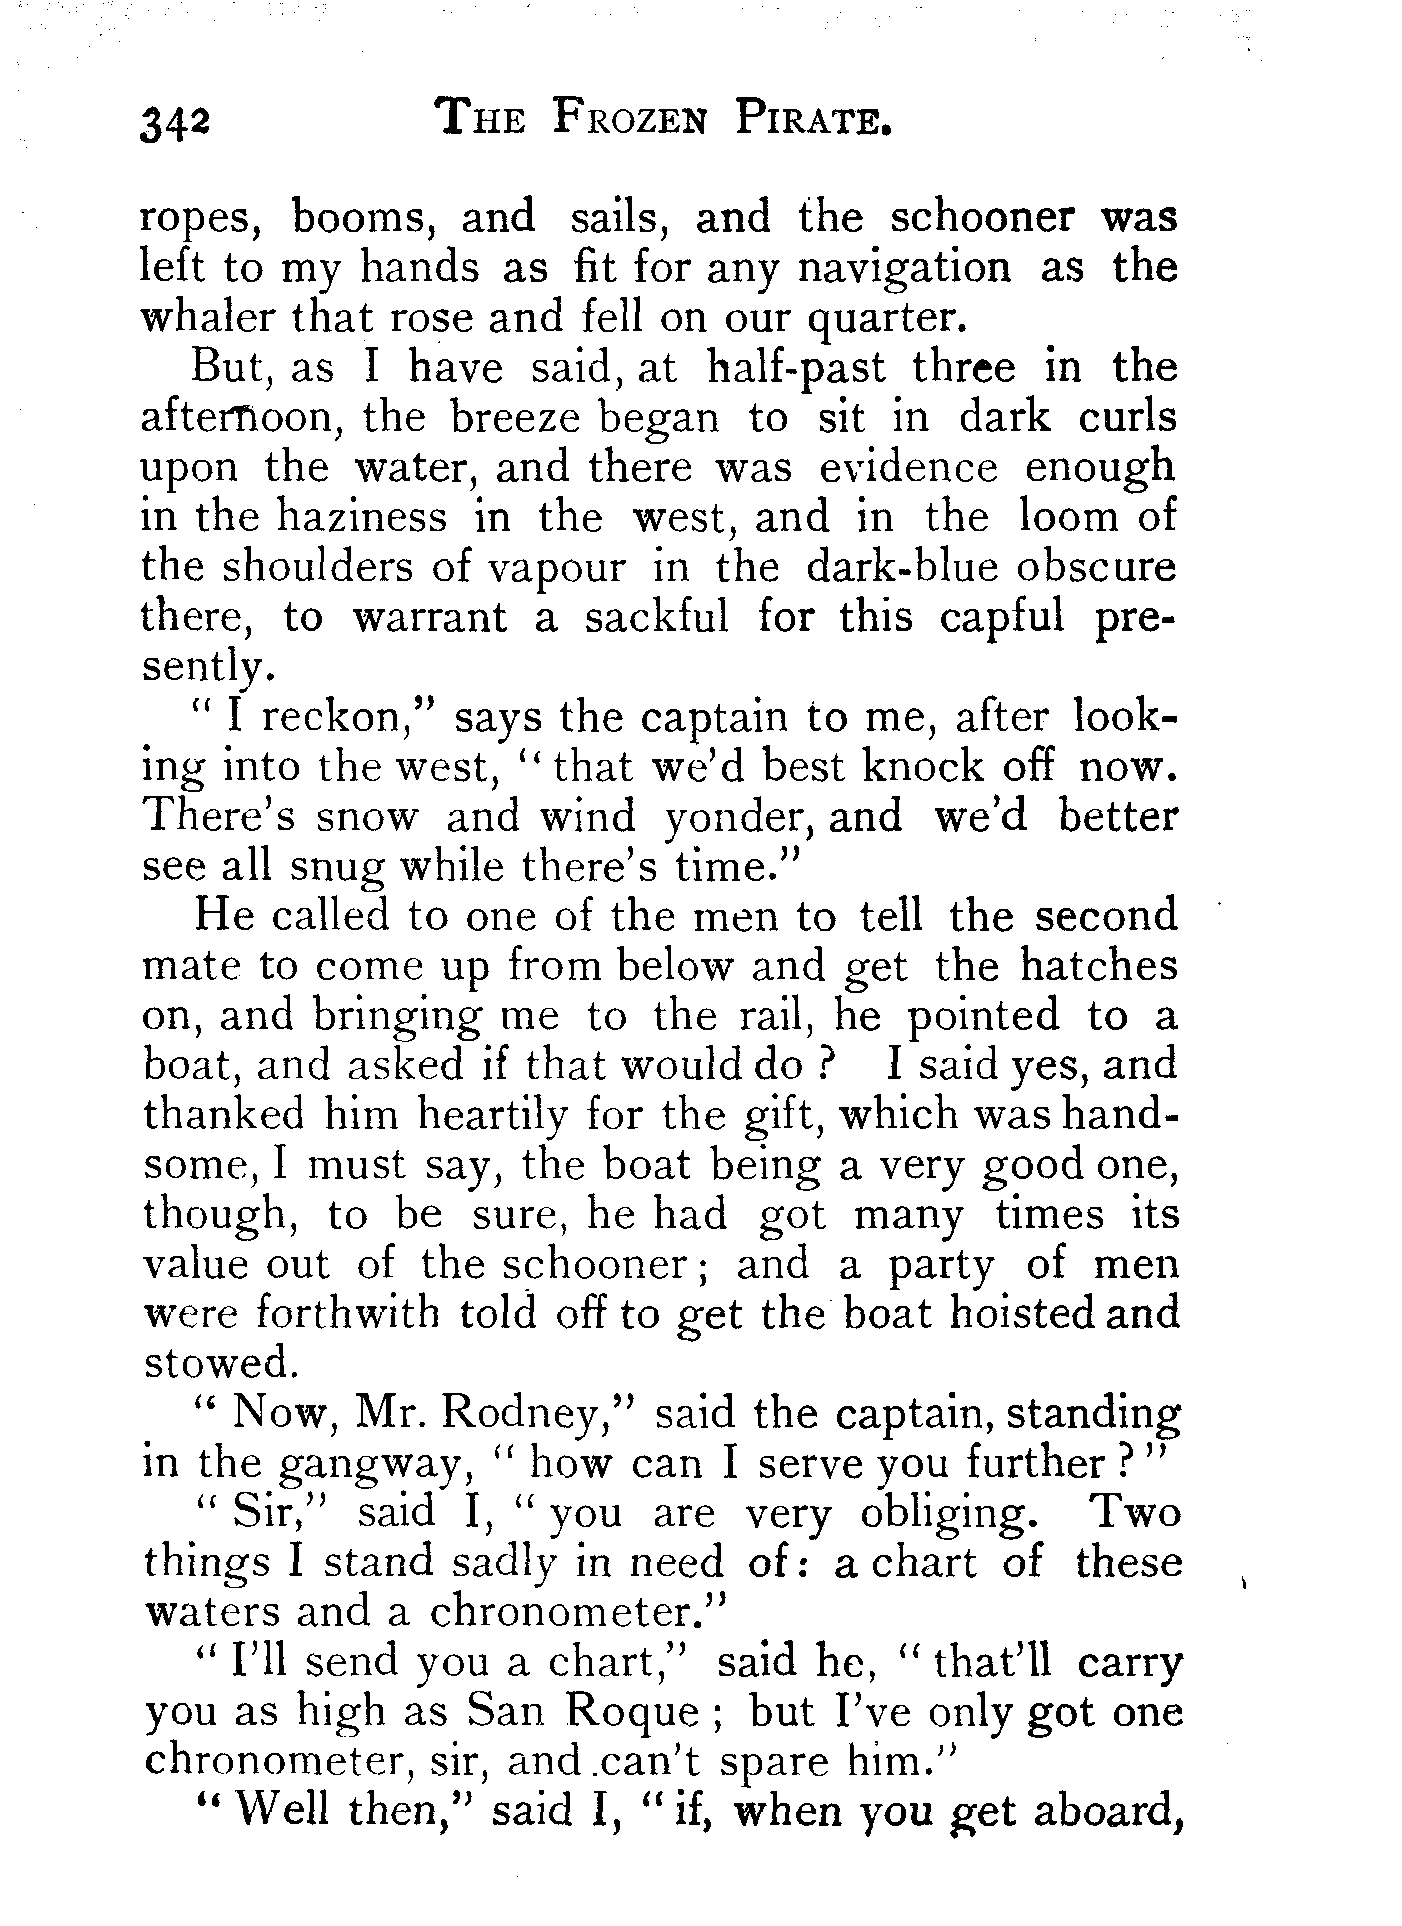 342 THE FROZEN PIRATE.
ropes, booms, and sails, and the schooner was
left to my hands as fit for any navigation as the
whaler that rose and fell on our quarter.
But, as I have said, at half-past three in the
afternoon, the breeze began to sit in dark curls
upon the water, and there was evidence enough
in the haziness in the west, and in the loom of
the shoulders of vapour in the dark-blue obscure
there, to warrant a sackful for this capful pre-
sently.
" I reckon," says the captain to me, after look-
ing into the west, " that we'd best knock off now.
There's snow and wind yonder, and we'd better
see all snug while there's time."
He called to one of the men to tell the second
mate to come up from below and get the hatches
on, and bringing me to the rail, he pointed to a
boat, and asked if that would do ? I said yes, and
thanked him heartily for the gift, which was hand-
some, I must say, the boat being a very good one,
though, to be sure, he had got many times its
value out of the schooner ; and a party of men
were forthwith told off to get the boat hoisted and
stowed.
" Now, Mr. Rodney," said the captain, standing
in the gangway, " how can I serve you further ? "
" Sir," said I, " you are very obliging. Two
things I stand sadly in need of : a chart of these
waters and a chronometer."
" I'll send you a chart," said he, " that'll carry
you as high as San Roque ; but I've only got one
chronometer, sir, and can't spare him."
" Well then," said I, " if, when you get aboard,